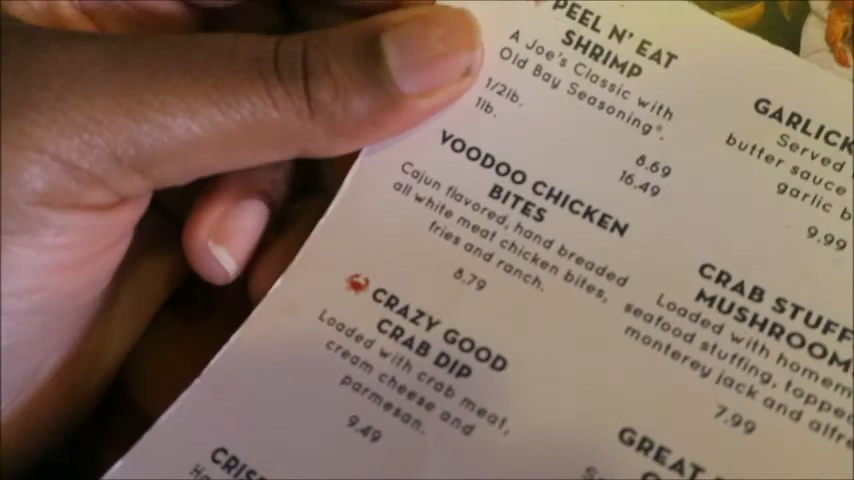 PEEL N' EAT
SHRIMP
A Joe's Classic with
Old Bay Seasoning®.
1/2lb. 8.69
1lb. 16.49
VOODOO CHICKEN
BITES
Cajun flavored, hand breaded
all white meat chicken bites,
fries and ranch.
8.79
CRAZY GOOD
CRAB DIP
Loaded with crab meat,
cream cheese and
parmesan.
9.49
GARLICK
Served
butter sauce
garlic b
9.99
CRAB STUFF
MUSHROOM
Loaded with homem
seafood stuffing, topped
monterey jack and alfre
7.99
GREAT